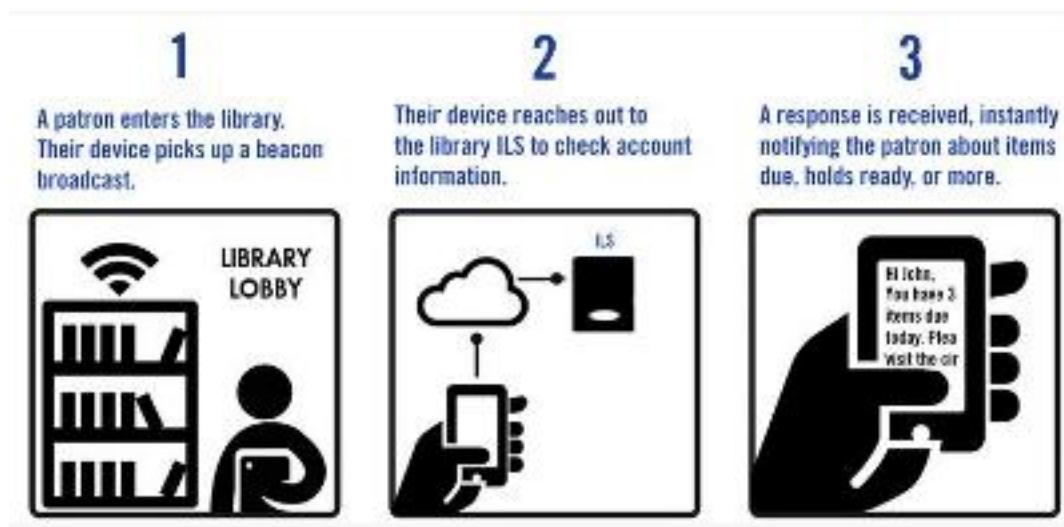 1
A patron enters the library.
Their device picks up a beacon
broadcast.
LIBRARY
LOBBY
2
Their device reaches out to
the library ILS to check account
information.
ILS
3
A response is received, instantly
notifying the patron about items
due, holds ready, or more.
Hi John,
You have 3
items due
today. Plea
visit the cir